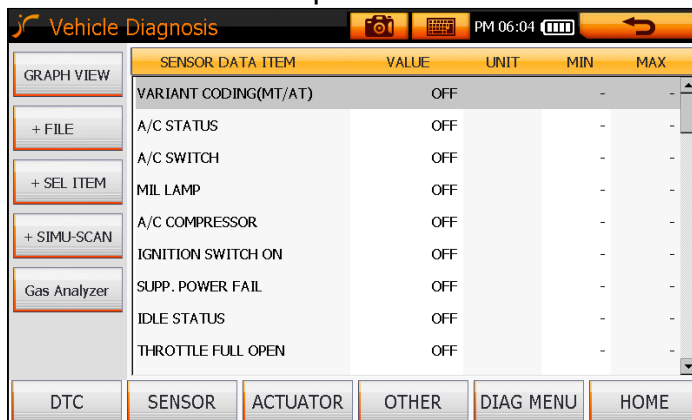 Vehicle Diagnosis PM 06:04
GRAPH VIEW
+ FILE
+ SEL ITEM
+ SIMU-SCAN
Gas Analyzer
SENSOR DATA ITEM VALUE UNIT MIN MAX
VARIANT CODING(MT/AT) OFF - -
A/C STATUS OFF - -
A/C SWITCH OFF - -
MIL LAMP OFF - -
A/C COMPRESSOR OFF - -
IGNITION SWITCH ON OFF - -
SUPP. POWER FAIL OFF - -
IDLE STATUS OFF - -
THROTTLE FULL OPEN OFF - -
DTC SENSOR ACTUATOR OTHER DIAG MENU HOME